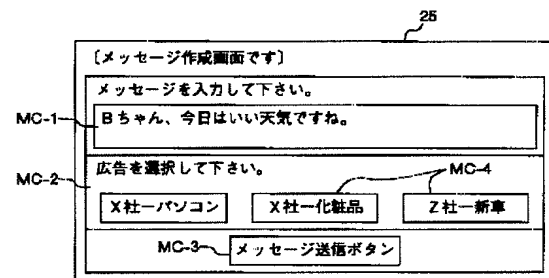 25
〔メッセージ作成画面です〕
メッセージを入力して下さい。
MC-1
Bちゃん、今日はいい天気ですね。
広告を選択して下さい。
MC-4
MC-2
X社ーパソコン X社ー化粧品 Z社ー新車
MC-3 メッセージ送信ボタン